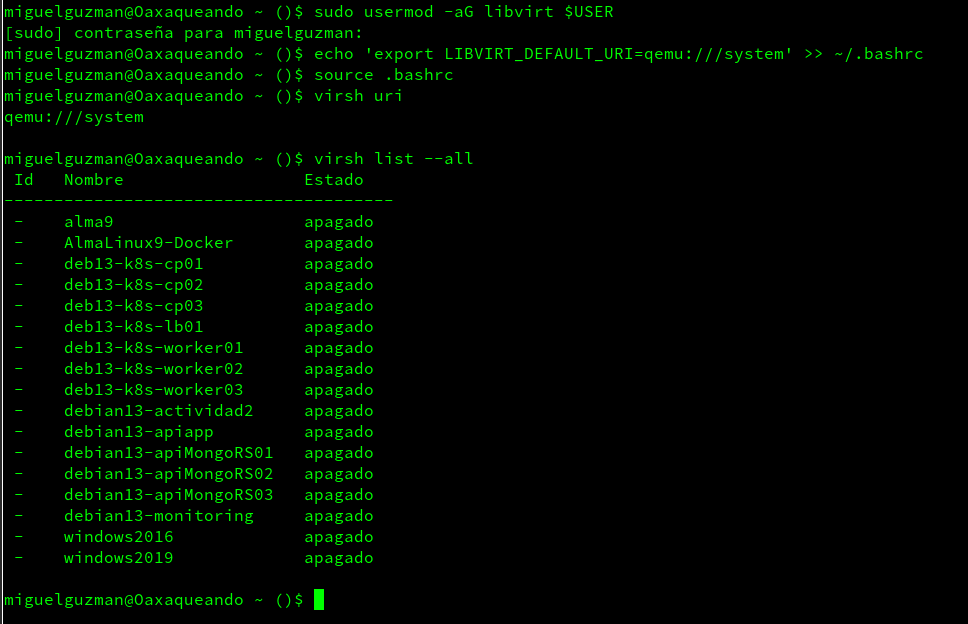 miguelguzman@Oaxaqueando ~ ()$ sudo usermod -aG libvirt $USER
[sudo] contraseña para miguelguzman:
miguelguzman@Oaxaqueando ~ ()$ echo 'export LIBVIRT_DEFAULT_URI=qemu:///system' >> ~/.bashrc
miguelguzman@Oaxaqueando ~ ()$ source .bashrc
miguelguzman@Oaxaqueando ~ ()$ virsh uri
qemu:///system

miguelguzman@Oaxaqueando ~ ()$ virsh list --all
 Id   Nombre                  Estado
---------------------------------------
 -    alma9                   apagado
 -    AlmaLinux9-Docker       apagado
 -    deb13-k8s-cp01          apagado
 -    deb13-k8s-cp02          apagado
 -    deb13-k8s-cp03          apagado
 -    deb13-k8s-lb01          apagado
 -    deb13-k8s-worker01      apagado
 -    deb13-k8s-worker02      apagado
 -    deb13-k8s-worker03      apagado
 -    debian13-actividad2     apagado
 -    debian13-apiapp         apagado
 -    debian13-apiMongoRS01   apagado
 -    debian13-apiMongoRS02   apagado
 -    debian13-apiMongoRS03   apagado
 -    debian13-monitoring     apagado
 -    windows2016             apagado
 -    windows2019             apagado

miguelguzman@Oaxaqueando ~ ()$